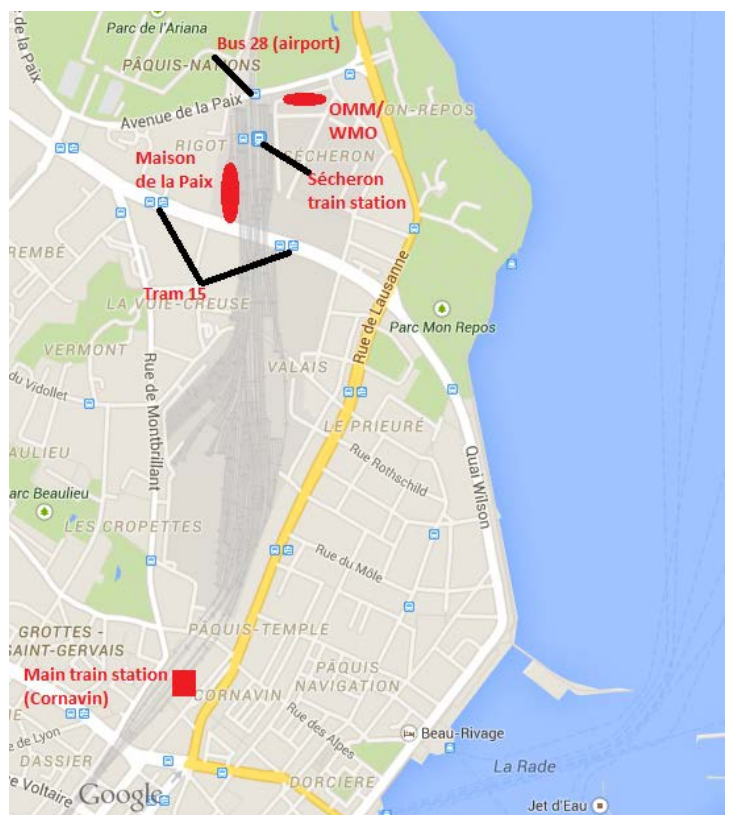 de la Paix
Parc de l'Ariana
Bus 28 (airport)
PÂQUIS-NATIONS
Avenue de la Paix
OMM/
WMO
ON-REPOS
RIGOT
SÉCHERON
Maison
de la Paix
Sécheron
train station
REMBÉ
Tram 15
LA VOIE-CREUSE
Parc Mon Repos
Rue de Lausanne
VERMONT
Rue de Montbrillant
VALAIS
du Vidollet
LE PRIEURÉ
AULIEU
Rue Rothschild
Quai Wilson
arc Beaulieu
LES CROPETTES
Rue du Môle
GROTTES -
SAINT-GERVAIS
PÂQUIS-TEMPLE
Main train station
(Cornavin)
PÂQUIS
NAVIGATION
CORNAVIN
Rue des Alpes
e de Lyon
Beau-Rivage
DASSIER
La Rade
Voltaire
Google
DORCIÈRE
Jet d'Eau